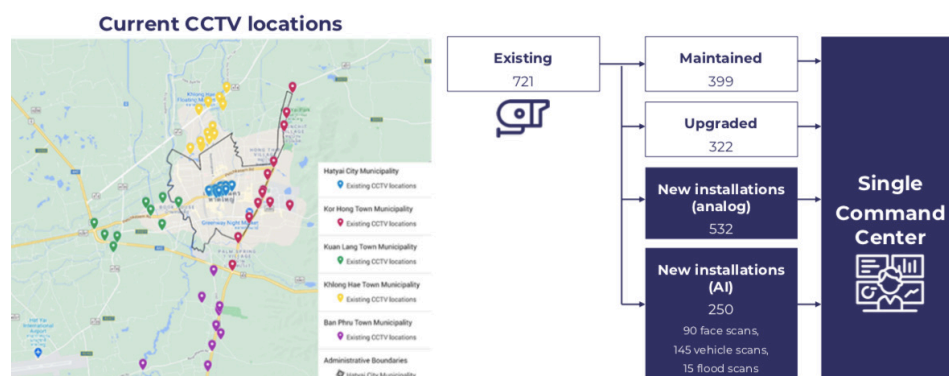 Current CCTV locations
Hatyai City Municipality
Existing CCTV locations
Kor Hong Town Municipality
Existing CCTV locations
Kuan Lang Town Municipality
Existing CCTV locations
Khlong Hae Town Municipality
Existing CCTV locations
Ban Phru Town Municipality
Existing CCTV locations
Administrative Boundaries
Hatyai City Municipality
Existing
721
Maintained
399
Upgraded
322
New installations
(analog)
532
New installations
(AI)
250
90 face scans,
145 vehicle scans,
15 flood scans
Single
Command
Center